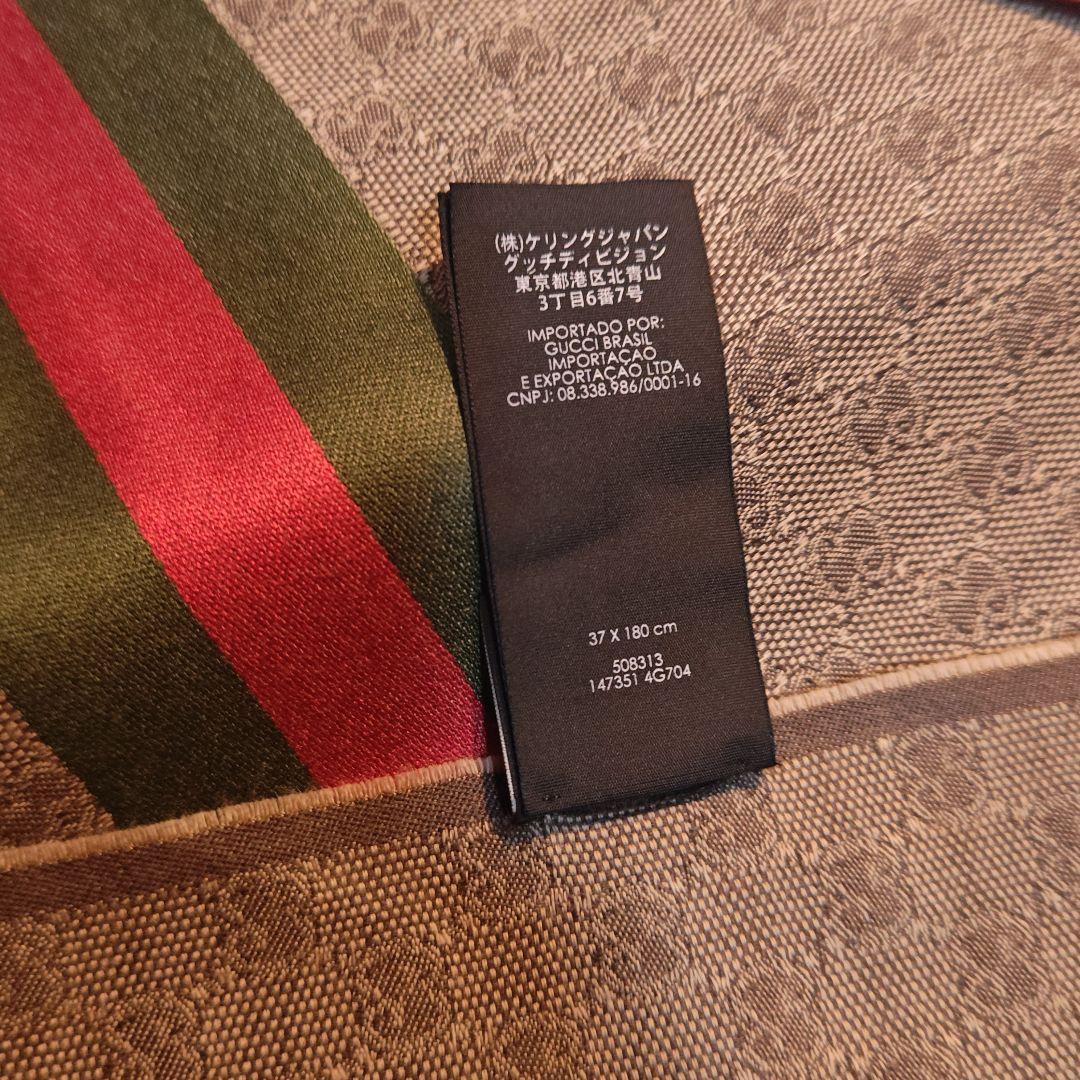 (株)ケリングジャパン
グッチディビジョン
東京都港区北青山
3丁目6番7号
IMPORTADO POR:
GUCCI BRASIL
IMPORTAÇAO
E EXPORTAÇAO LTDA
CNPJ: 08.338.986/0001-16
37 X 180 cm
508313
147351 4G704